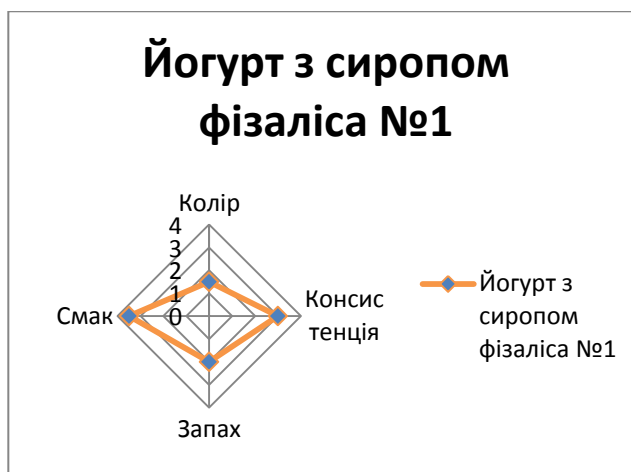 Йогурт з сиропом
фізаліса №1
Колір
4
3
2
1
0
Смак
Консис
тенція
Запах
Йогурт з
сиропом
фізаліса №1